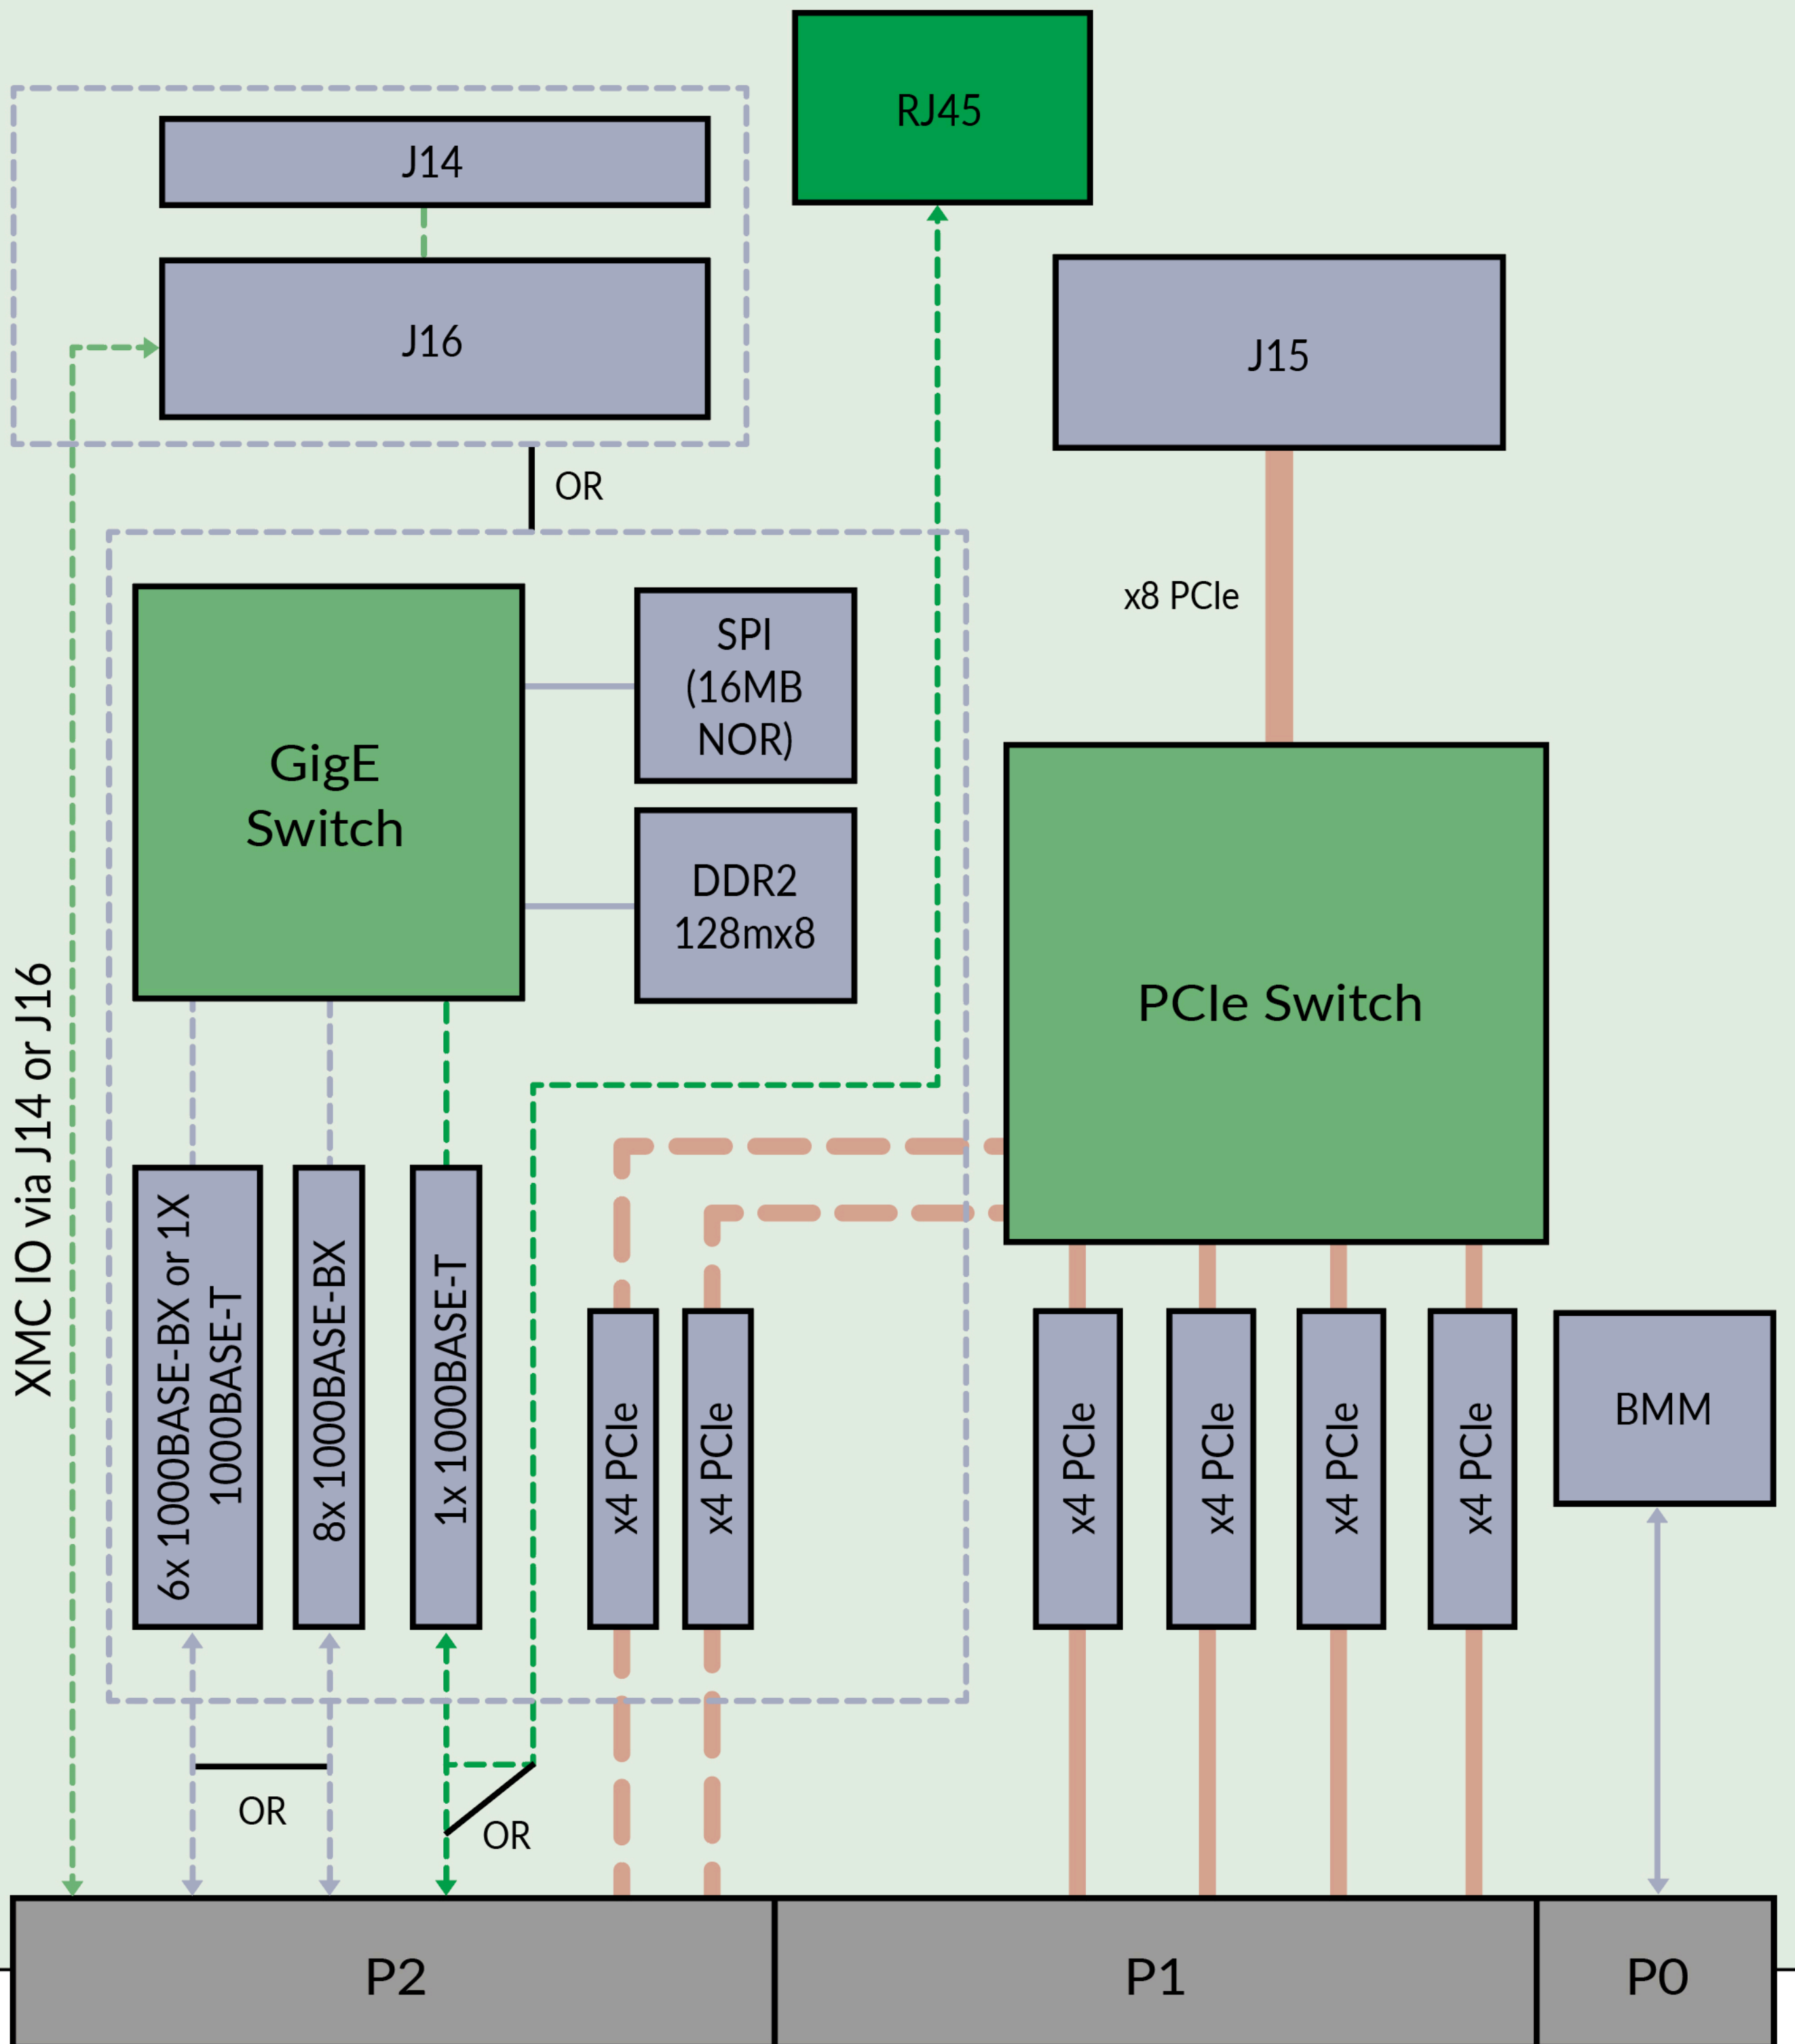 RJ45
J14
J16
J15
OR
x8 PCIe
SPI
(16MB
NOR)
GigE
Switch
DDR2
128mx8
PCIe Switch
XMC IO via J14 or J16
6x 1000BASE-BX or 1X
1000BASE-T
8x 1000BASE-BX
1x 1000BASE-T
x4 PCIe
x4 PCIe
x4 PCIe
x4 PCIe
x4 PCIe
x4 PCIe
BMM
OR
OR
P2
P1
P0